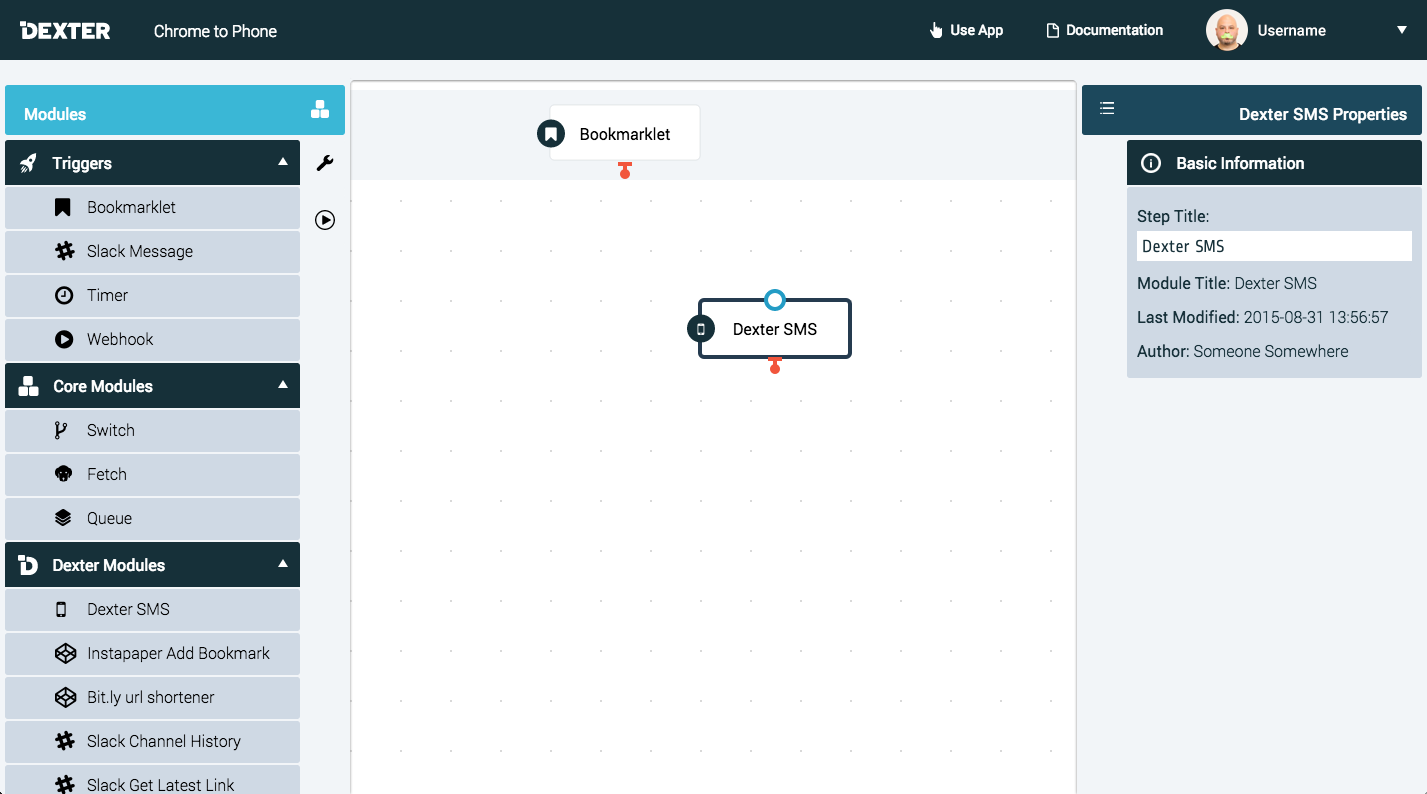 DEXTER
Chrome to Phone
Use App
Documentation
Username
Modules
Triggers
Bookmarklet
Slack Message
Timer
Webhook
Core Modules
Switch
Fetch
Queue
Dexter Modules
Dexter SMS
Instapaper Add Bookmark
Bit.ly url shortener
Slack Channel History
Slack Get Latest Link
Bookmarklet
Dexter SMS
Dexter SMS Properties
Basic Information
Step Title:
Dexter SMS
Module Title: Dexter SMS
Last Modified: 2015-08-31 13:56:57
Author: Someone Somewhere